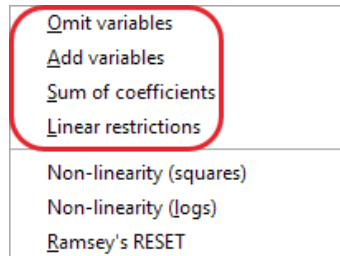 Omit variables
Add variables
Sum of coefficients
Linear restrictions
Non-linearity (squares)
Non-linearity (logs)
Ramsey's RESET